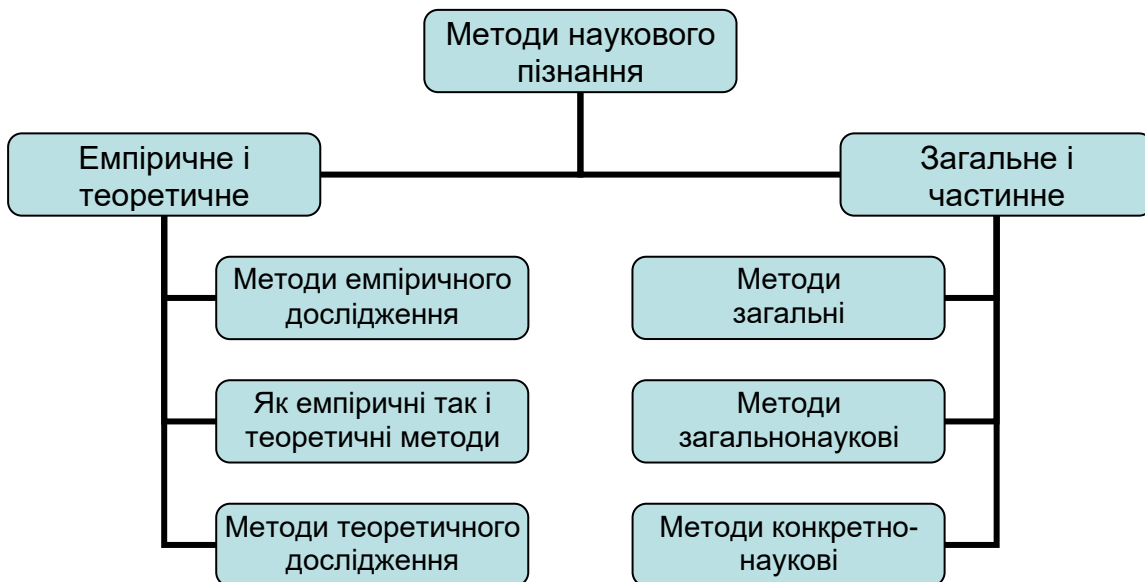 Методи наукового
пізнання
Емпіричне і
теоретичне
Загальне і
частинне
Методи емпіричного
дослідження
Методи
загальні
Як емпіричні так і
теоретичні методи
Методи
загальнонаукові
Методи теоретичного
дослідження
Методи конкретно-
наукові